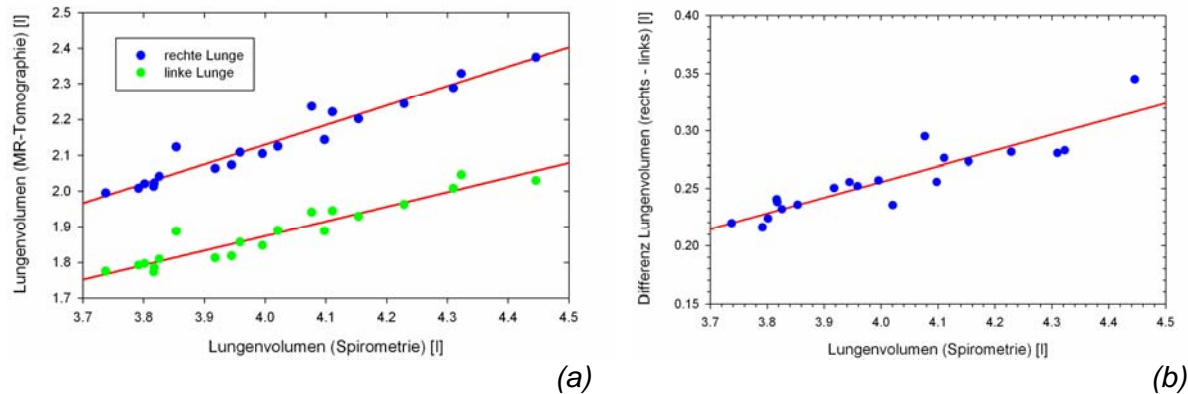 Lungenvolumen (MR-Tomographie) [l]
2.5
2.4
2.3
2.2
2.1
2.0
1.9
1.8
1.7
rechte Lunge
linke Lunge
3.7 3.8 3.9 4.0 4.1 4.2 4.3 4.4 4.5
Lungenvolumen (Spirometrie) [l]
(a)
Differenz Lungenvolumen (rechts - links) [l]
0.40
0.35
0.30
0.25
0.20
0.15
3.7 3.8 3.9 4.0 4.1 4.2 4.3 4.4 4.5
Lungenvolumen (Spirometrie) [l]
(b)